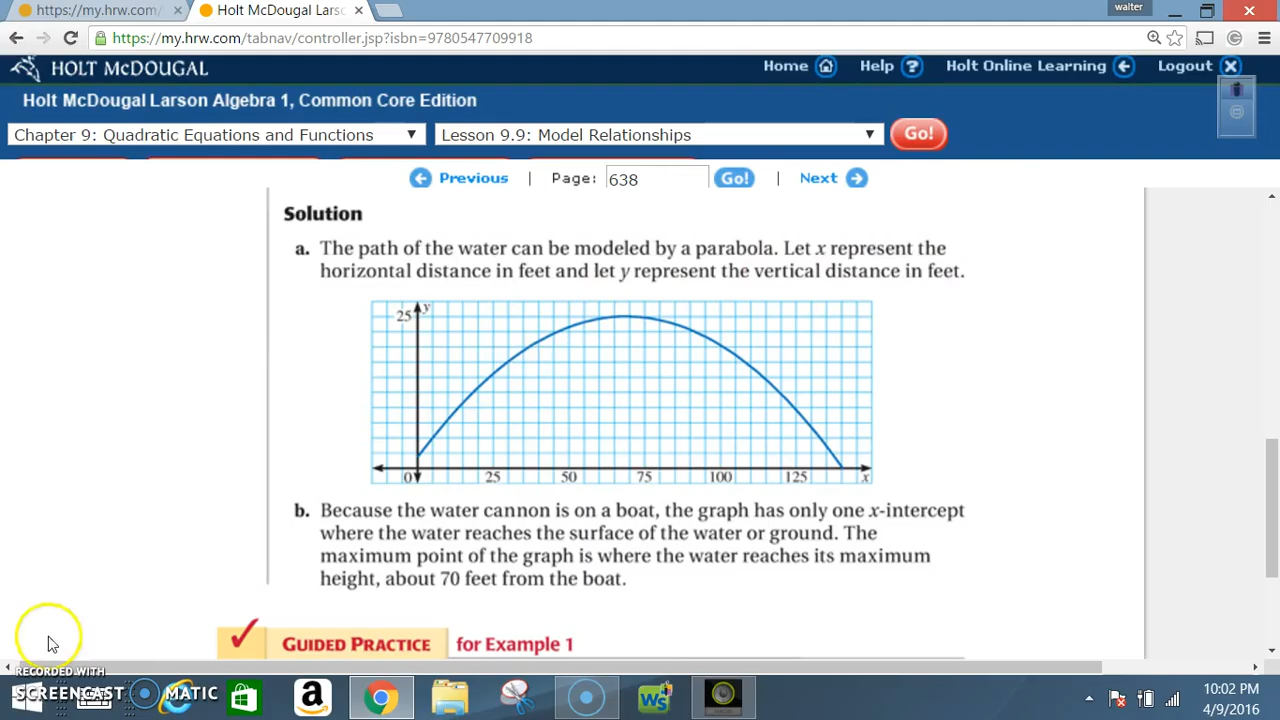 https://my.hrw.com/tabnav/ × Holt McDougal Larso × walter
https://my.hrw.com/tabnav/controller.jsp?isbn=9780547709918
HOLT MCDOUGAL Home Help ? Holt Online Learning Logout X
Holt McDougal Larson Algebra 1, Common Core Edition
Chapter 9: Quadratic Equations and Functions ▼ Lesson 9.9: Model Relationships ▼ Go!
Previous | Page: 638 Go! | Next
Solution
a. The path of the water can be modeled by a parabola. Let x represent the
horizontal distance in feet and let y represent the vertical distance in feet.
25 y
0 25 50 75 100 125 x
b. Because the water cannon is on a boat, the graph has only one x-intercept
where the water reaches the surface of the water or ground. The
maximum point of the graph is where the water reaches its maximum
height, about 70 feet from the boat.
GUIDED PRACTICE for Example 1
RECORDED WITH
SCREENCAST MATIC
10:02 PM
4/9/2016